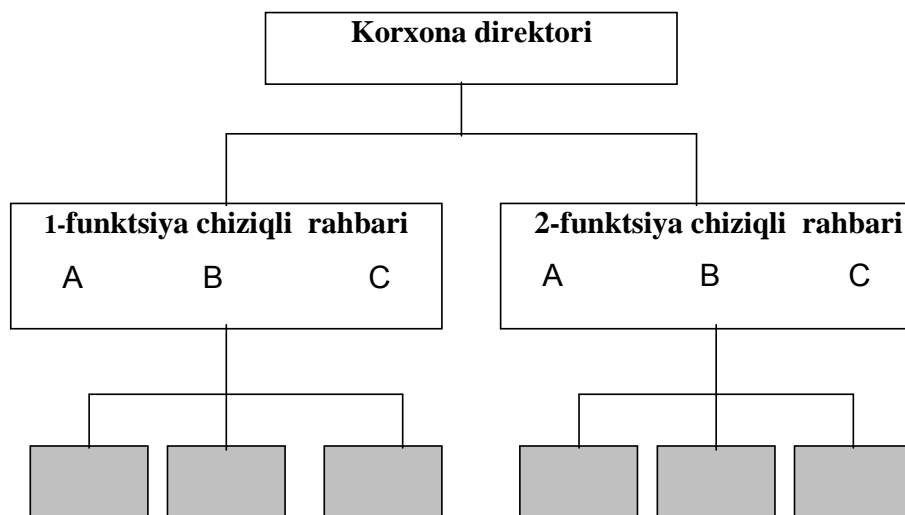 Korxona direktori
1-funktsiya chiziqli rahbari
A B C
2-funktsiya chiziqli rahbari
A B C